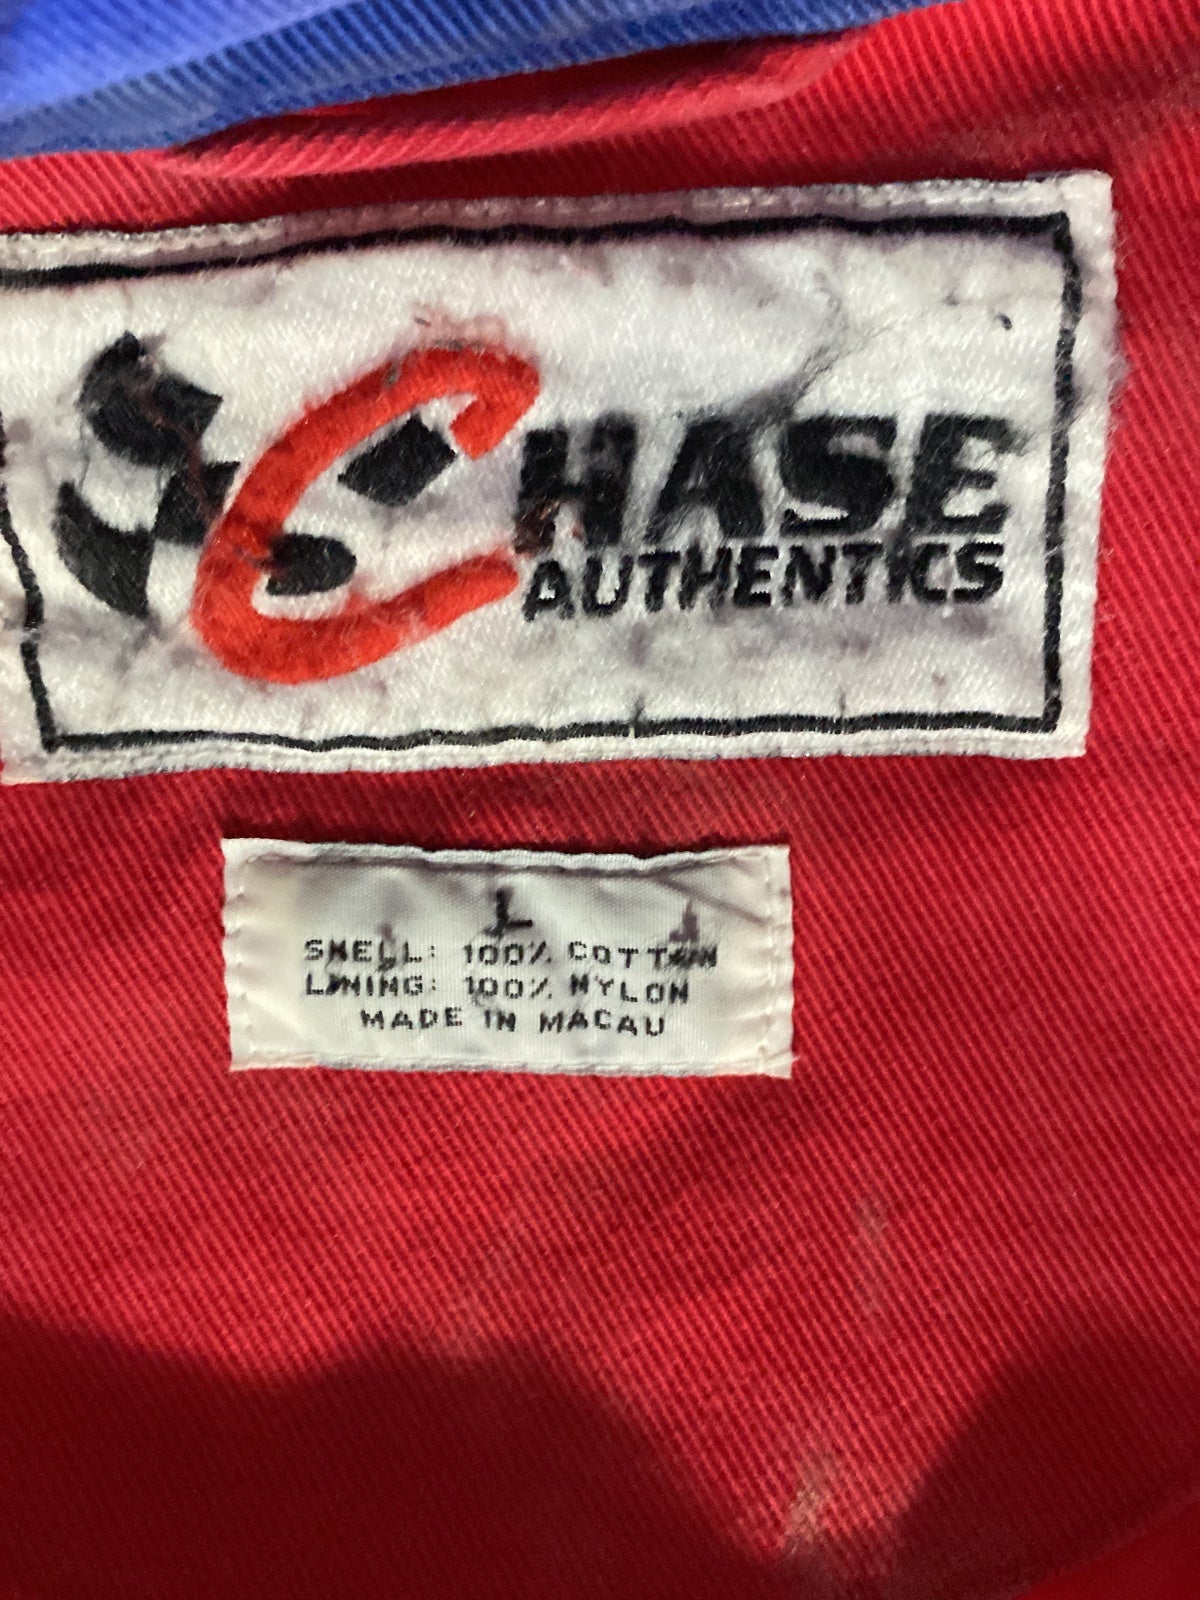 CHASE
AUTHENTICS
L
SHELL: 100% COTTON
LINING: 100% NYLON
MADE IN MACAU